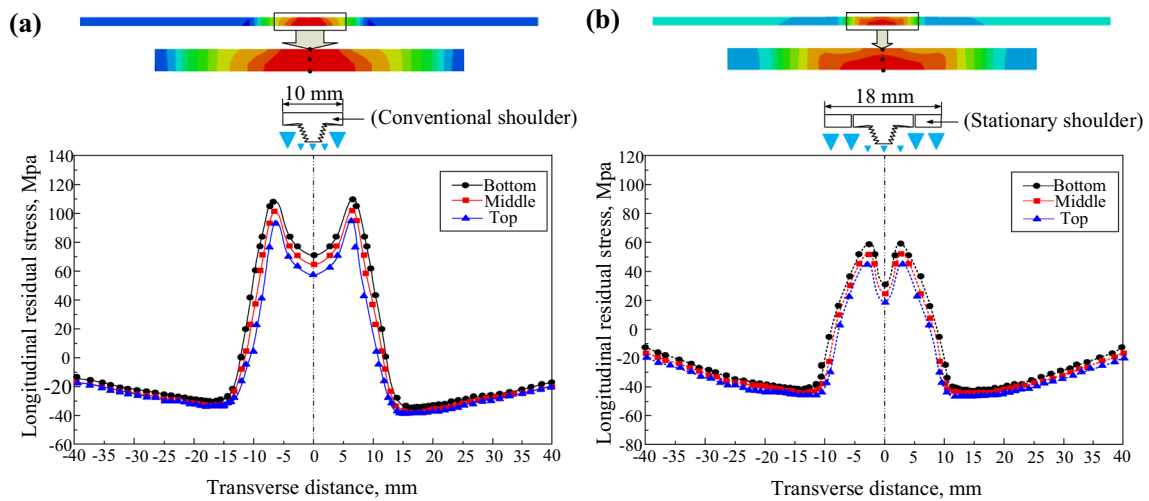 (a)
10 mm
(Conventional shoulder)
140
120
100
80
60
40
20
0
-20
-40
-60
Longitudinal residual stress, Mpa
Bottom
Middle
Top
-40 -35 -30 -25 -20 -15 -10 -5 0 5 10 15 20 25 30 35 40
Transverse distance, mm
(b)
18 mm
(Stationary shoulder)
120
100
80
60
40
20
0
-20
-40
-60
-80
Longitudinal residual stress, Mpa
Bottom
Middle
Top
-40 -35 -30 -25 -20 -15 -10 -5 0 5 10 15 20 25 30 35 40
Transverse distance, mm